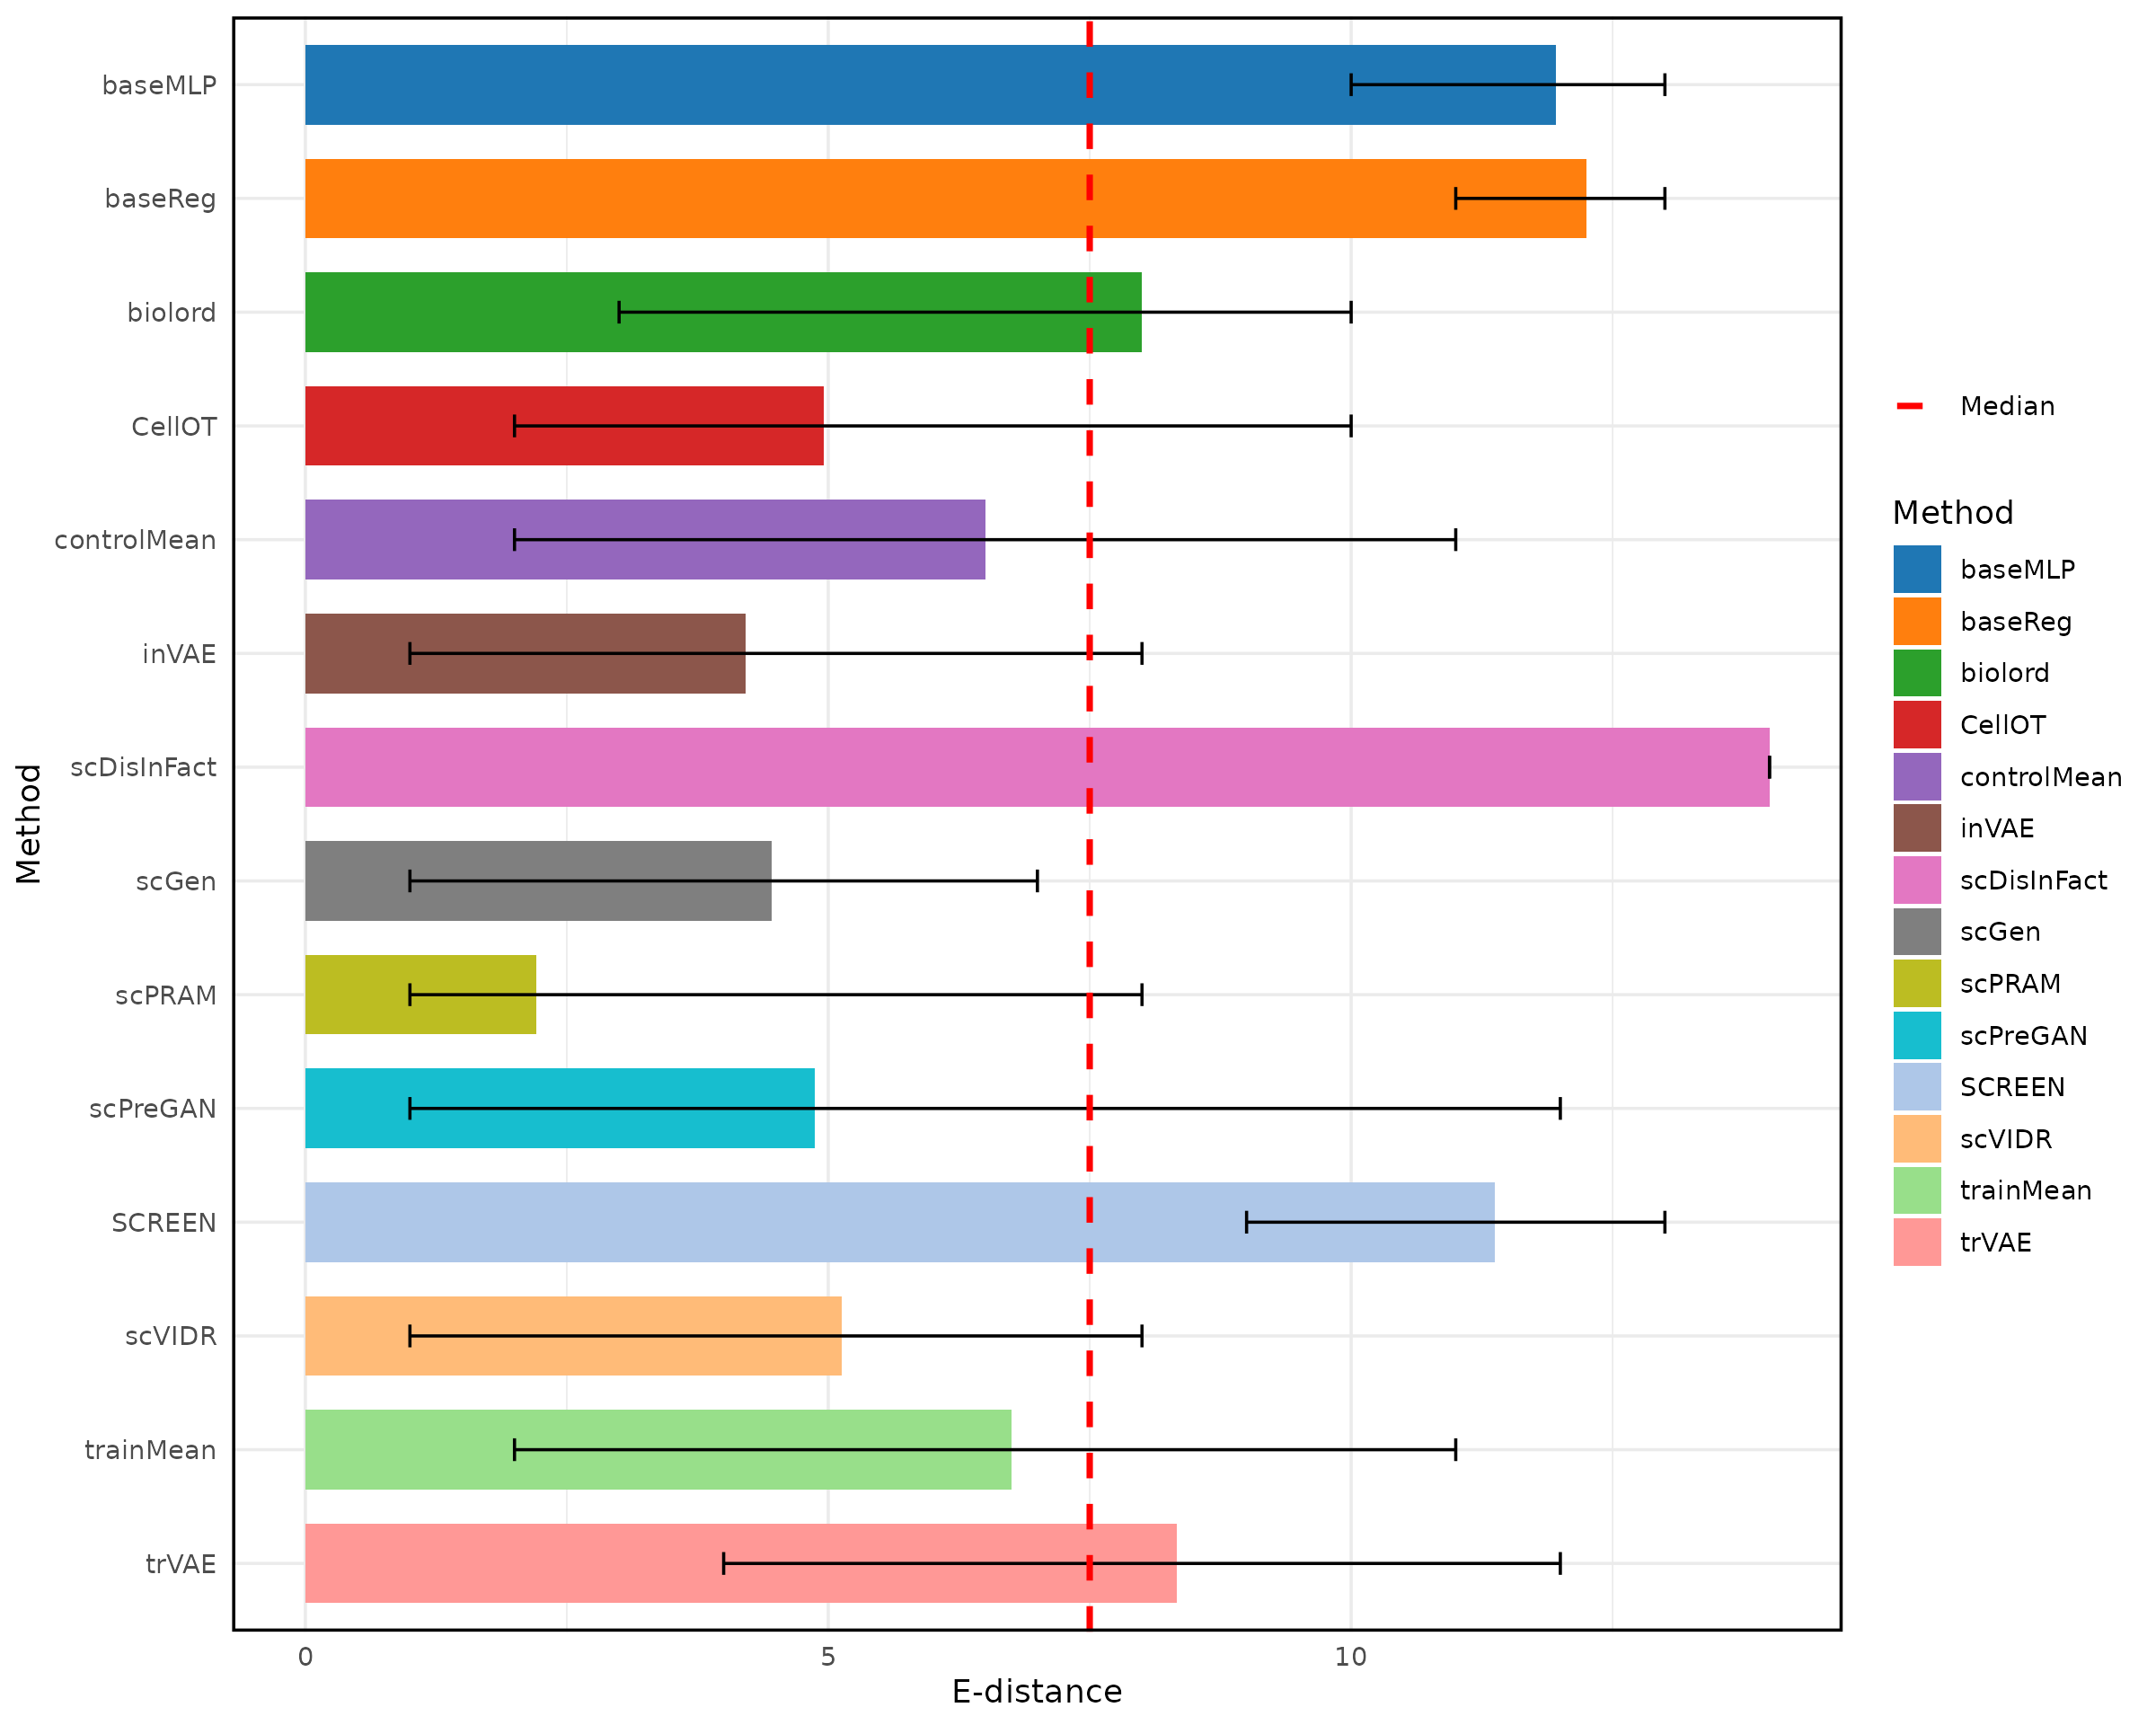 Method
baseMLP
baseReg
biolord
CellOT
controlMean
inVAE
scDisInFact
scGen
scPRAM
scPreGAN
SCREEN
scVIDR
trainMean
trVAE
0 5 10
E-distance
Median
Method
baseMLP
baseReg
biolord
CellOT
controlMean
inVAE
scDisInFact
scGen
scPRAM
scPreGAN
SCREEN
scVIDR
trainMean
trVAE